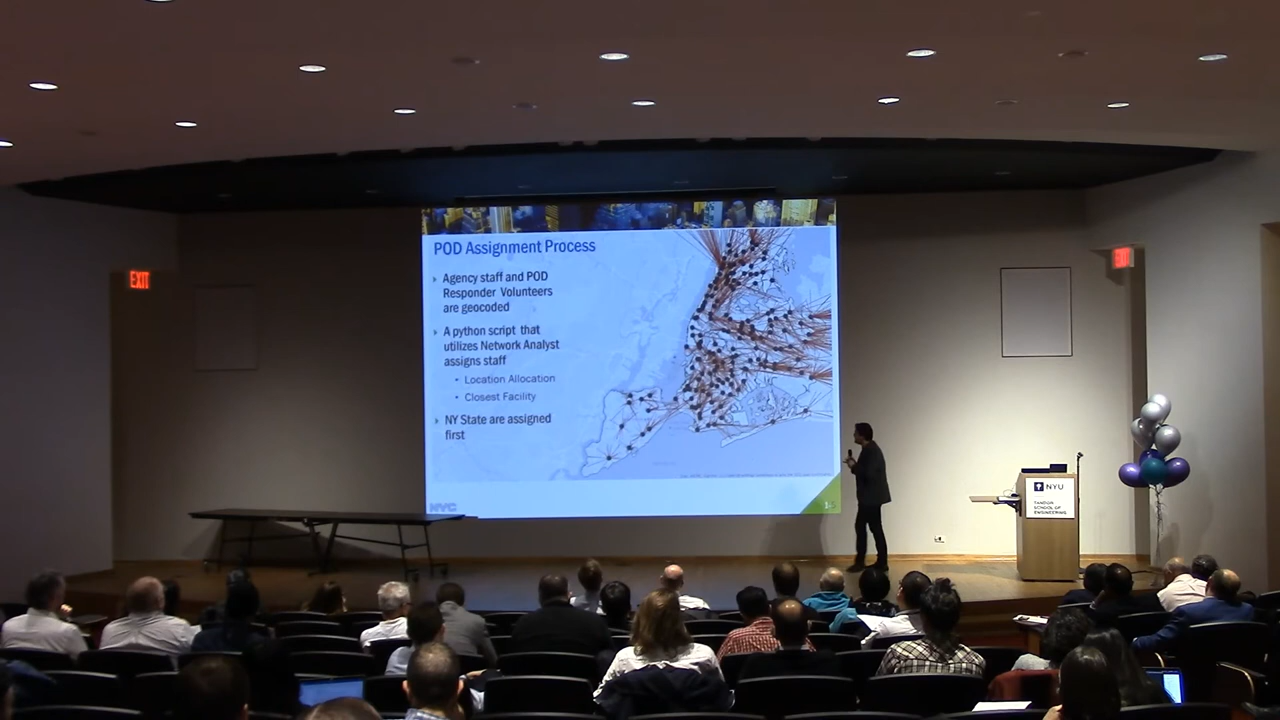 POD Assignment Process
Agency staff and POD
Responder Volunteers
are geocoded
A python script that
utilizes Network Analyst
assigns staff
• Location Allocation
• Closest Facility
NY State are assigned
first
NYC
EXIT
EXIT
NYU
TANDON
SCHOOL OF
ENGINEERING